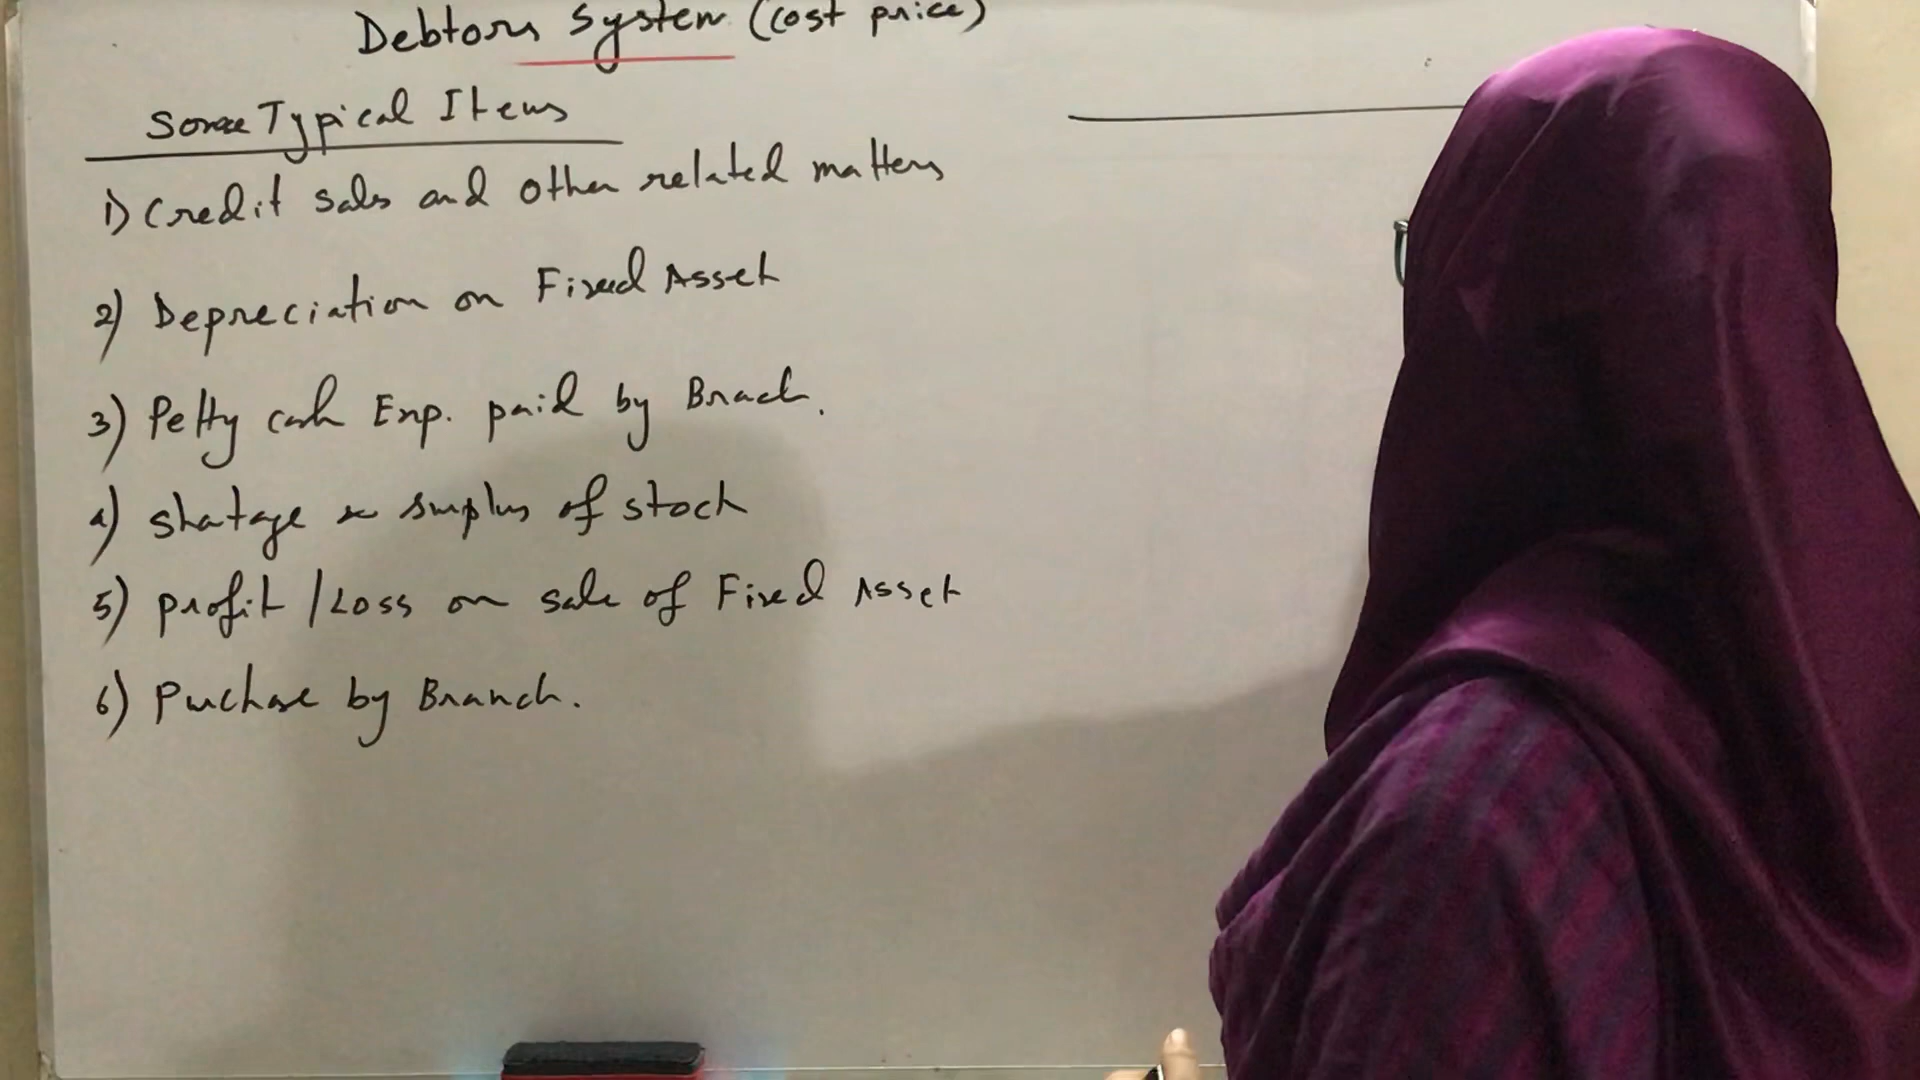 Debtors System (cost price)
Some Typical Items
1) Credit sales and other related matters
2) Depreciation on Fixed Asset
3) Petty cash Exp. paid by Brach.
4) shortage or surplus of stock
5) profit / Loss on sale of Fixed Asset
6) Purchase by Branch.